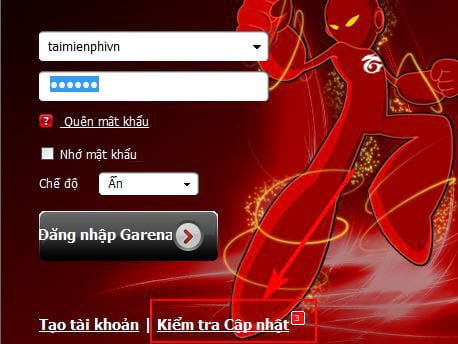 taimienphivn
••••••
? Quên mật khẩu
Nhớ mật khẩu
Chế độ Ẩn
Đăng nhập Garena
Tạo tài khoản | Kiểm tra Cập nhật 3